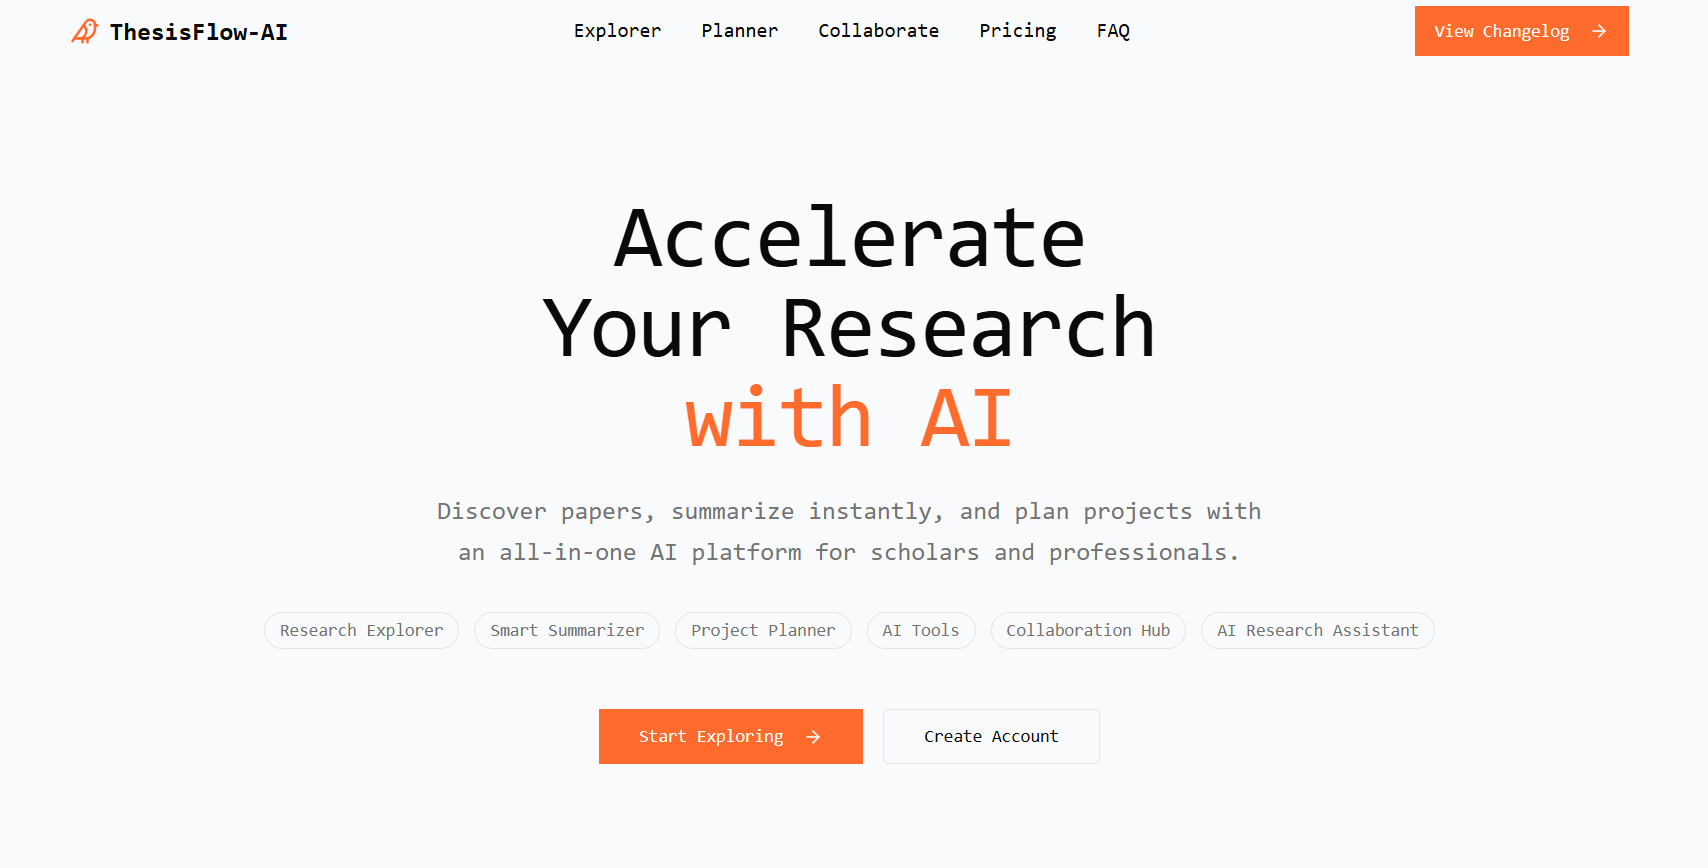 ThesisFlow-AI
Explorer
Planner
Collaborate
Pricing
FAQ
View Changelog
Accelerate
Your Research
with AI
Discover papers, summarize instantly, and plan projects with
an all-in-one AI platform for scholars and professionals.
Research Explorer
Smart Summarizer
Project Planner
AI Tools
Collaboration Hub
AI Research Assistant
Start Exploring
Create Account